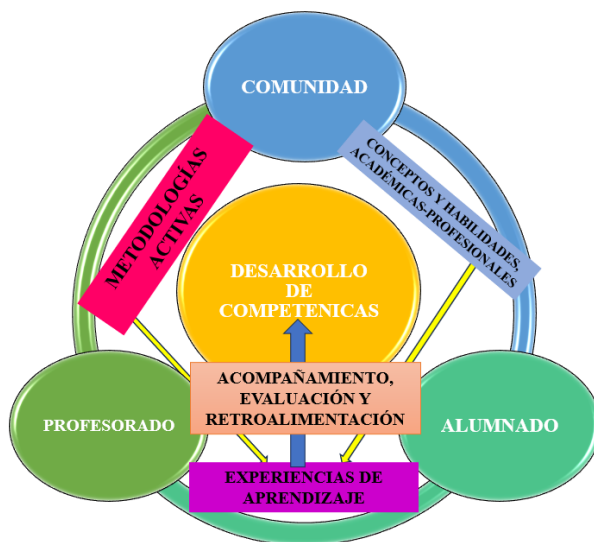 COMUNIDAD
METODOLOGÍAS
ACTIVAS
CONCEPTOS Y HABILIDADES,
ACADÉMICAS-PROFESIONALES
DESARROLLO
DE
COMPETENICAS
ACOMPAÑAMIENTO,
EVALUACIÓN Y
RETROALIMENTACIÓN
PROFESORADO
ALUMNADO
EXPERIENCIAS DE
APRENDIZAJE